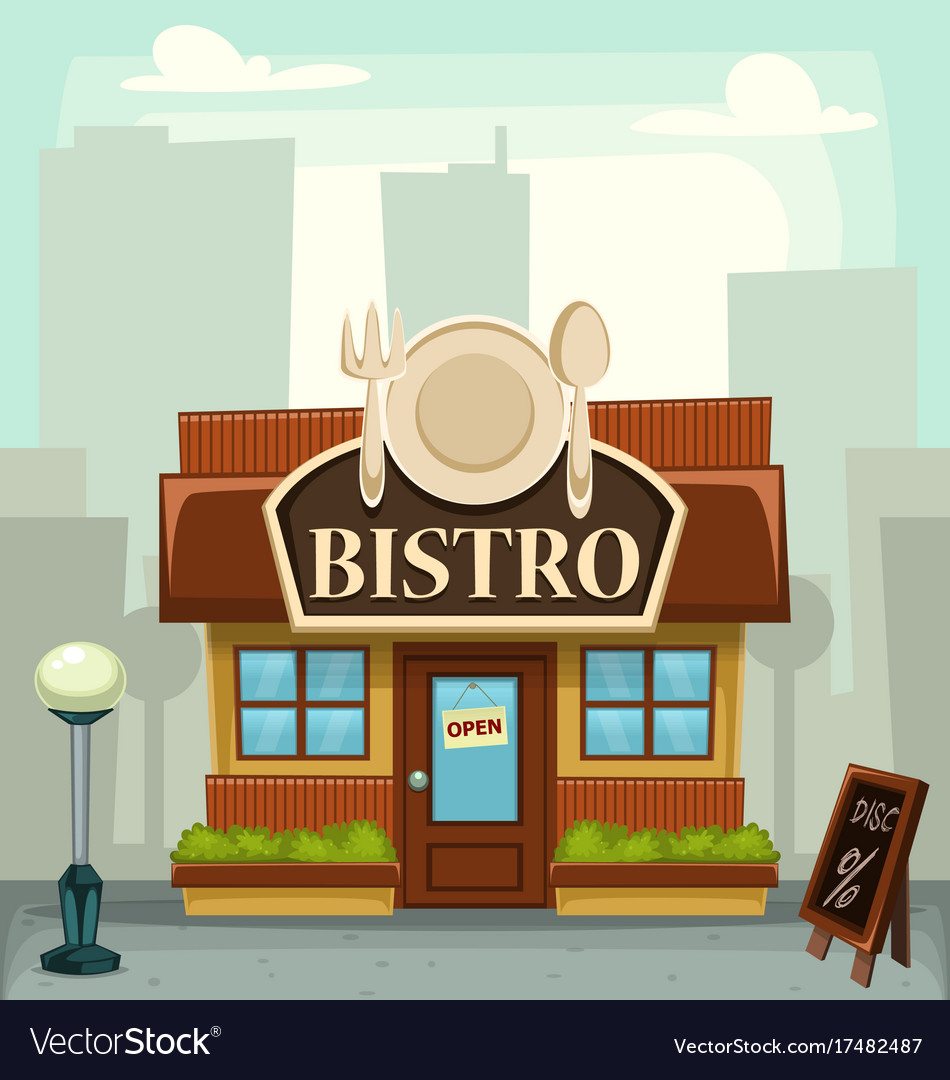 BISTRO
OPEN
DISC
%
VectorStock®
VectorStock.com/17482487